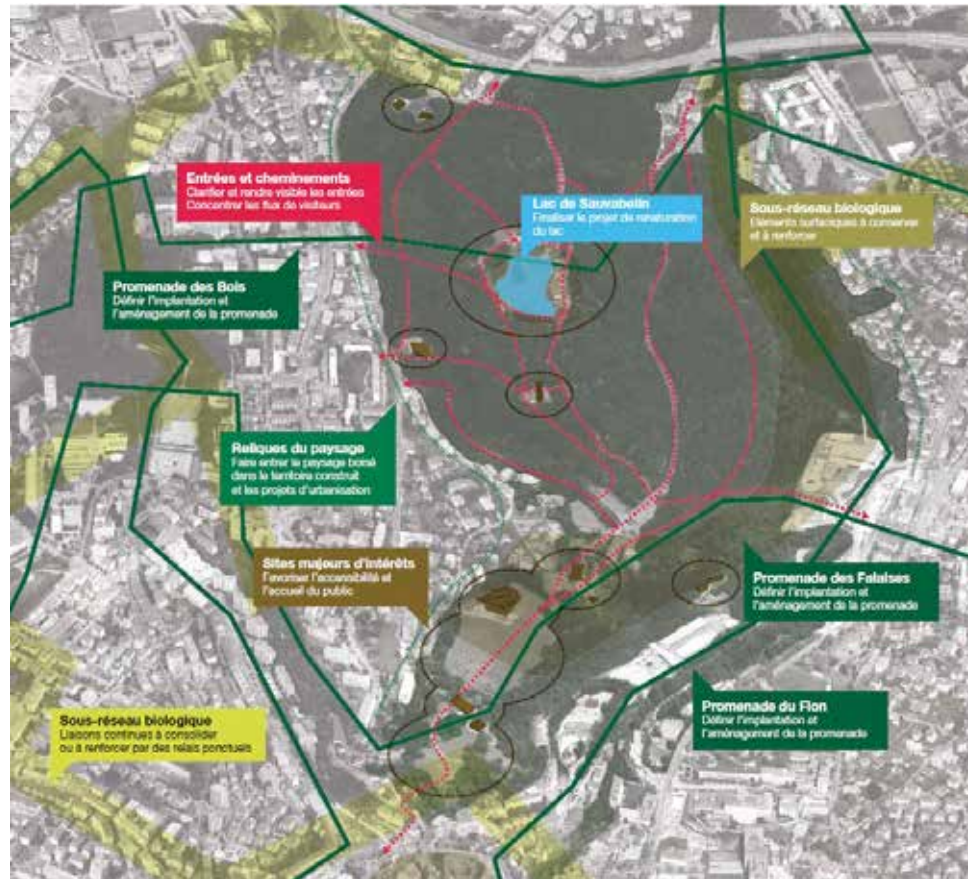 Entrées et cheminements
Clarifier et rendre visible les entrées
Concentrer les flux de visiteurs
Lac de Sauvabelin
Finaliser le projet de renaturation
du lac
Sous-réseau biologique
Eléments surfaciques à conserver
et à renforcer
Promenade des Bois
Définir l'implantation et
l'aménagement de la promenade
Reliques du paysage
Faire entrer le paysage boisé
dans le territoire construit
et les projets d'urbanisation
Sites majeurs d'intérêts
Favoriser l'accessibilité et
l'accueil du public
Promenade des Falaises
Définir l'implantation et
l'aménagement de la promenade
Promenade du Flon
Définir l'implantation et
l'aménagement de la promenade
Sous-réseau biologique
Liaisons continues à consolider
ou à renforcer par des relais ponctuels